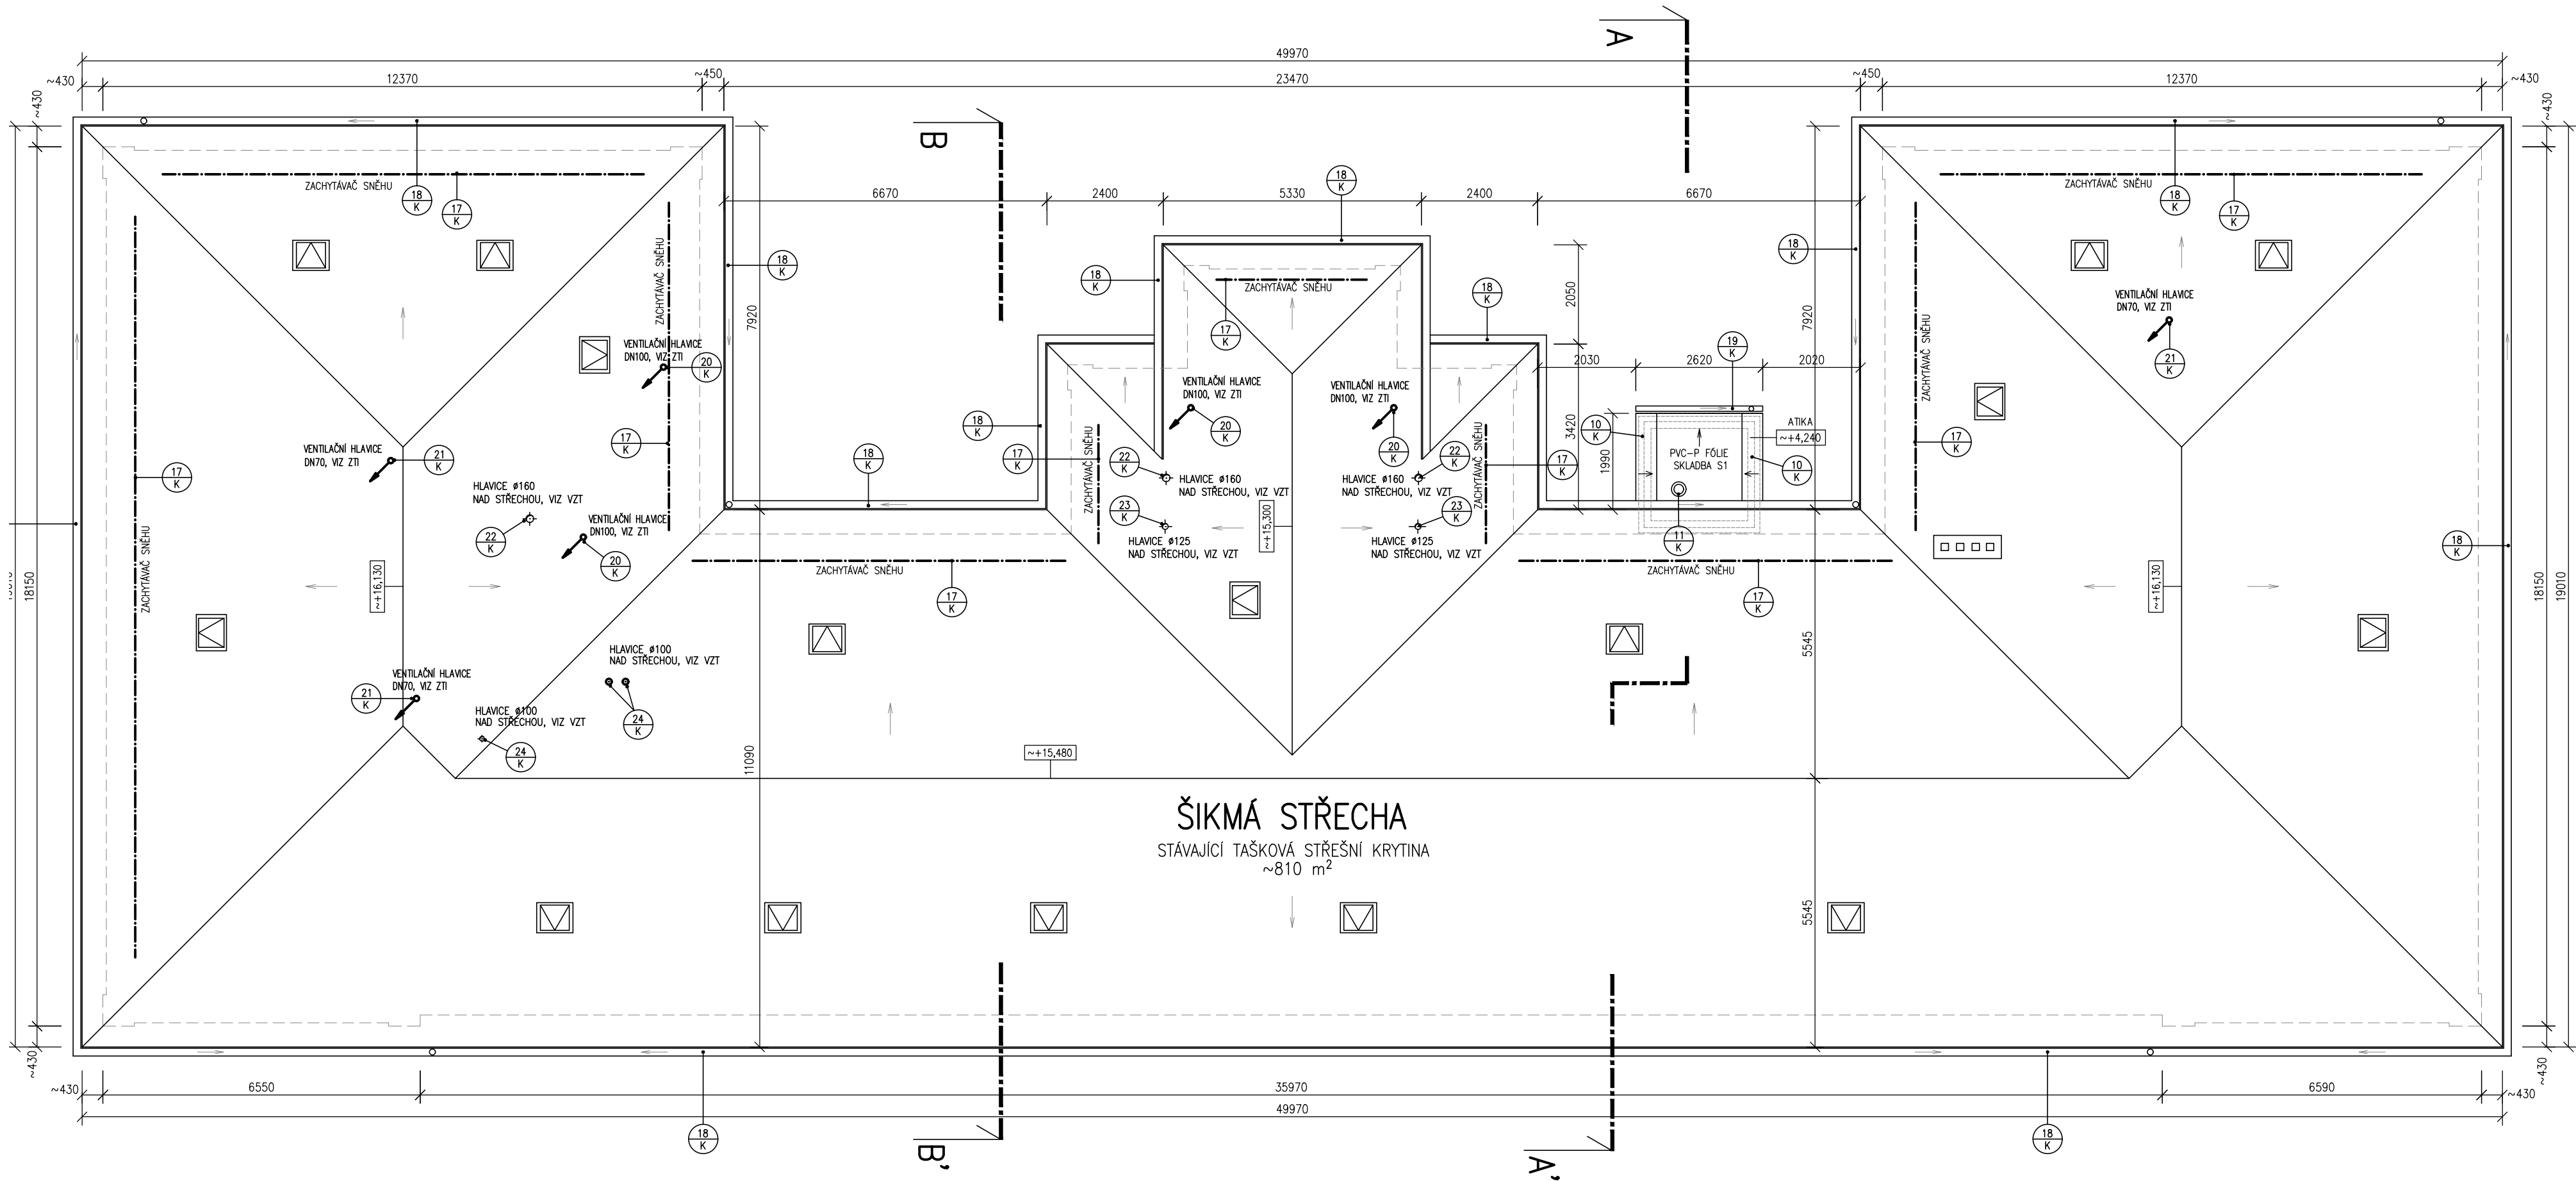 A
49970
~430
12370
~450
23470
~450
12370
~430
~430
~430
B
ZACHYTÁVAČ SNĚHU
18
K
17
K
6670
2400
5330
2400
6670
18
K
ZACHYTÁVAČ SNĚHU
18
K
17
K
ZACHYTÁVAČ SNĚHU
18
K
7920
18
K
ZACHYTÁVAČ SNĚHU
17
K
18
K
2050
18
K
7920
ZACHYTÁVAČ SNĚHU
VENTILAČNÍ HLAVICE
DN70, VIZ ZTI
21
K
VENTILAČNÍ HLAVICE
DN100, VIZ ZTI
20
K
VENTILAČNÍ HLAVICE
DN100, VIZ ZTI
20
K
VENTILAČNÍ HLAVICE
DN100, VIZ ZTI
20
K
2030
2620
2020
19
K
3420
1990
10
K
ATIKA
~+4,240
PVC-P FÓLIE
SKLADBA S1
10
K
11
K
17
K
VENTILAČNÍ HLAVICE
DN70, VIZ ZTI
21
K
17
K
18
K
18
K
17
K
ZACHYTÁVAČ SNĚHU
22
K
HLAVICE ø160
NAD STŘECHOU, VIZ VZT
23
K
HLAVICE ø125
NAD STŘECHOU, VIZ VZT
~+15,300
22
K
HLAVICE ø160
NAD STŘECHOU, VIZ VZT
23
K
HLAVICE ø125
NAD STŘECHOU, VIZ VZT
ZACHYTÁVAČ SNĚHU
17
K
17
K
HLAVICE ø160
NAD STŘECHOU, VIZ VZT
22
K
VENTILAČNÍ HLAVICE
DN100, VIZ ZTI
20
K
18150
ZACHYTÁVAČ SNĚHU
~+16,130
ZACHYTÁVAČ SNĚHU
17
K
ZACHYTÁVAČ SNĚHU
17
K
18
K
~+16,130
18150
19010
HLAVICE ø100
NAD STŘECHOU, VIZ VZT
24
K
VENTILAČNÍ HLAVICE
DN70, VIZ ZTI
21
K
HLAVICE ø100
NAD STŘECHOU, VIZ VZT
24
K
11090
~+15,480
5545
5545
ŠIKMÁ STŘECHA
STÁVAJÍCÍ TAŠKOVÁ STŘEŠNÍ KRYTINA
~810 m²
~430
~430
~430
6550
35970
6590
~430
49970
18
K
18
K
B'
A'